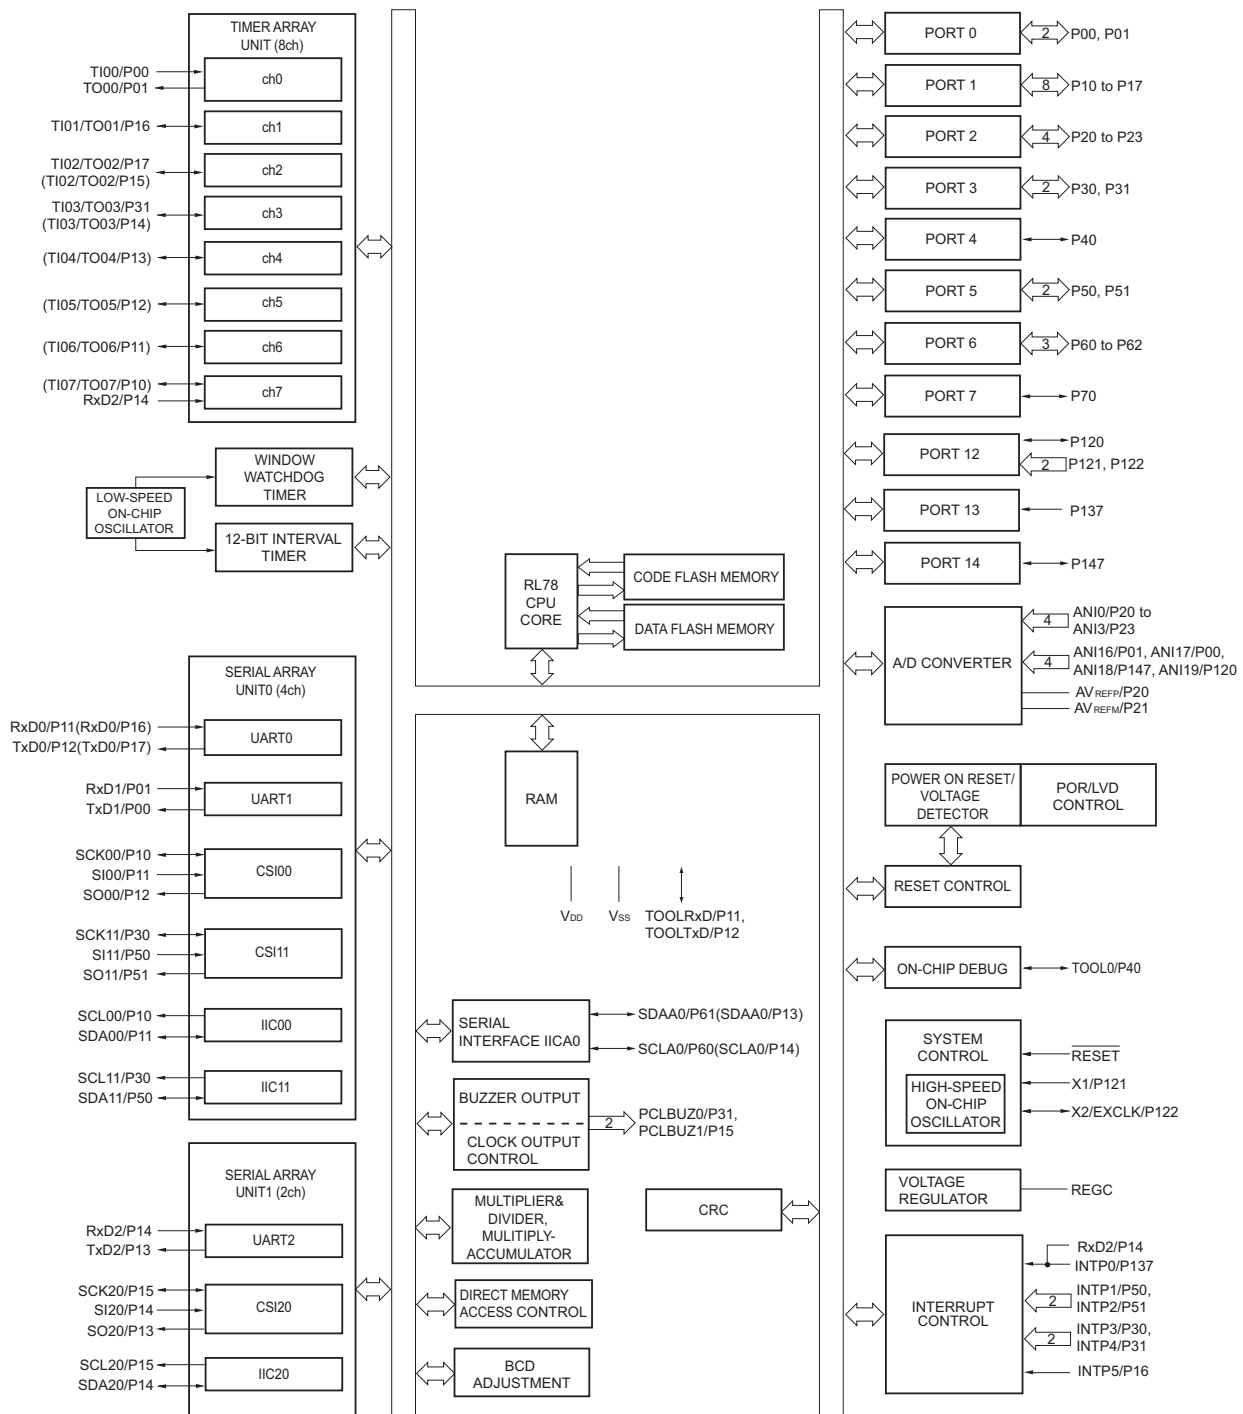 TIMER ARRAY
UNIT (8ch)
TI00/P00
TO00/P01
ch0
TI01/TO01/P16
ch1
TI02/TO02/P17
(TI02/TO02/P15)
ch2
TI03/TO03/P31
(TI03/TO03/P14)
ch3
(TI04/TO04/P13)
ch4
(TI05/TO05/P12)
ch5
(TI06/TO06/P11)
ch6
(TI07/TO07/P10)
RxD2/P14
ch7
WINDOW
WATCHDOG
TIMER
LOW-SPEED
ON-CHIP
OSCILLATOR
12-BIT INTERVAL
TIMER
SERIAL ARRAY
UNIT0 (4ch)
RxD0/P11(RxD0/P16)
TxD0/P12(TxD0/P17)
UART0
RxD1/P01
TxD1/P00
UART1
SCK00/P10
SI00/P11
SO00/P12
CSI00
SCK11/P30
SI11/P50
SO11/P51
CSI11
SCL00/P10
SDA00/P11
IIC00
SCL11/P30
SDA11/P50
IIC11
SERIAL ARRAY
UNIT1 (2ch)
RxD2/P14
TxD2/P13
UART2
SCK20/P15
SI20/P14
SO20/P13
CSI20
SCL20/P15
SDA20/P14
IIC20
RL78
CPU
CORE
CODE FLASH MEMORY
DATA FLASH MEMORY
RAM
VDD
VSS
TOOLRxD/P11,
TOOLTxD/P12
SERIAL
INTERFACE IICA0
SDAA0/P61(SDAA0/P13)
SCLA0/P60(SCLA0/P14)
BUZZER OUTPUT
CLOCK OUTPUT
CONTROL
2
PCLBUZ0/P31,
PCLBUZ1/P15
MULTIPLIER&
DIVIDER,
MULITIPLY-
ACCUMULATOR
CRC
DIRECT MEMORY
ACCESS CONTROL
BCD
ADJUSTMENT
PORT 0
2
P00, P01
PORT 1
8
P10 to P17
PORT 2
4
P20 to P23
PORT 3
2
P30, P31
PORT 4
P40
PORT 5
2
P50, P51
PORT 6
3
P60 to P62
PORT 7
P70
PORT 12
P120
2
P121, P122
PORT 13
P137
PORT 14
P147
A/D CONVERTER
4
ANI0/P20 to
ANI3/P23
4
ANI16/P01, ANI17/P00,
ANI18/P147, ANI19/P120
AVREFP/P20
AVREFM/P21
POWER ON RESET/
VOLTAGE
DETECTOR
POR/LVD
CONTROL
RESET CONTROL
ON-CHIP DEBUG
TOOL0/P40
SYSTEM
CONTROL
HIGH-SPEED
ON-CHIP
OSCILLATOR
RESET
X1/P121
X2/EXCLK/P122
VOLTAGE
REGULATOR
REGC
INTERRUPT
CONTROL
RxD2/P14
INTP0/P137
2
INTP1/P50,
INTP2/P51
2
INTP3/P30,
INTP4/P31
INTP5/P16